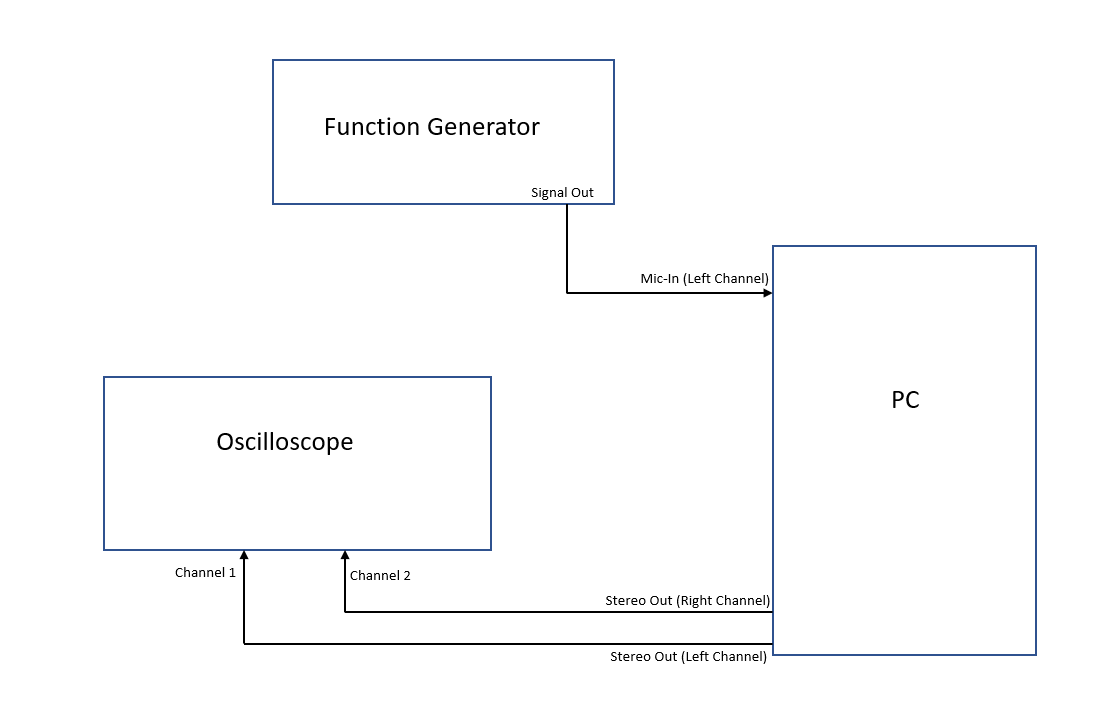 Function Generator
Signal Out
Mic-In (Left Channel)
PC
Oscilloscope
Channel 1
Channel 2
Stereo Out (Right Channel)
Stereo Out (Left Channel)